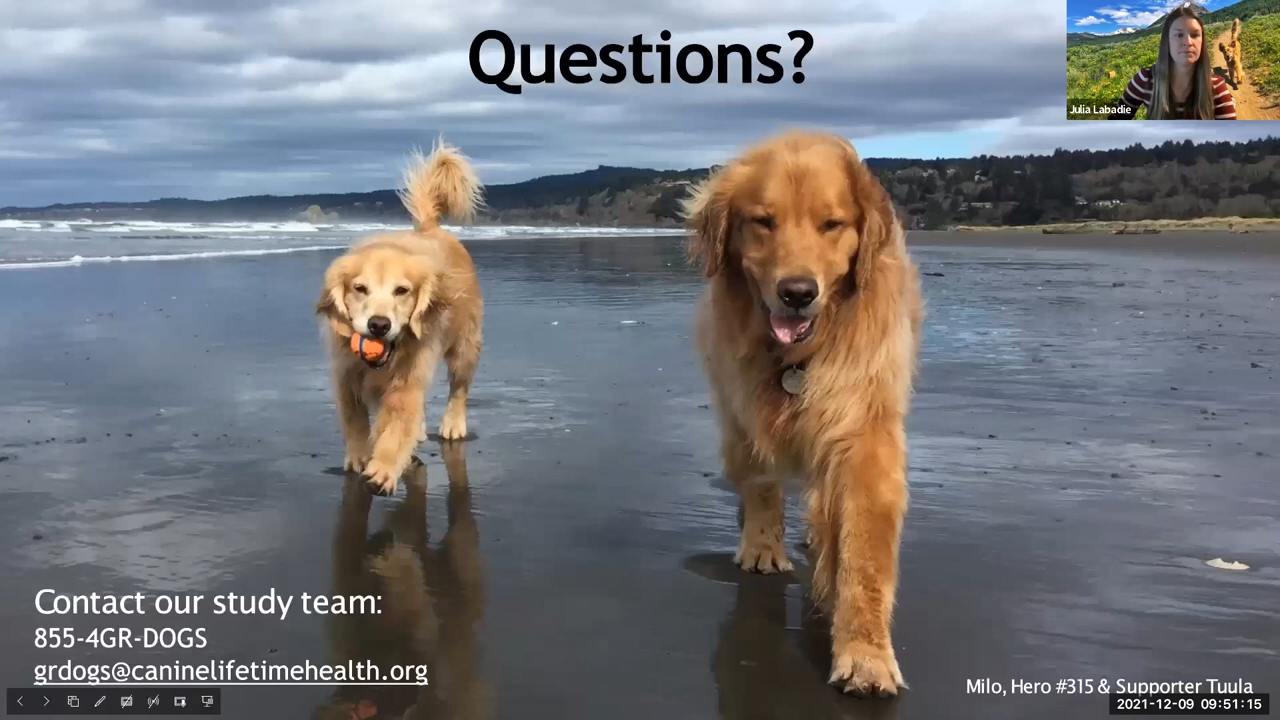 Questions?
Julia Labadie
Contact our study team:
855-4GR-DOGS
grdogs@caninelifetimehealth.org
Milo, Hero #315 & Supporter Tuula
2021-12-09 09:51:15